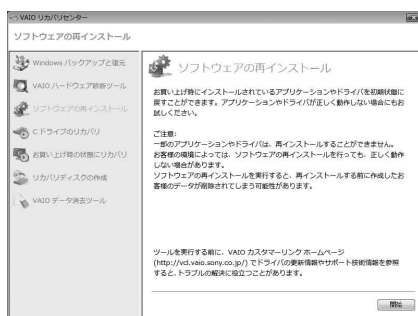 VAIO リカバリセンター
ソフトウェアの再インストール
Windows バックアップと復元
VAIO ハードウェア診断ツール
ソフトウェアの再インストール
C ドライブのリカバリ
お買い上げ時の状態にリカバリ
リカバリディスクの作成
VAIO データ消去ツール
ソフトウェアの再インストール
お買い上げ時にインストールされているアプリケーションやドライバを初期状態に
戻すことができます。アプリケーションやドライバが正しく動作しない場合にもお
試しください。
ご注意:
一部のアプリケーションやドライバは、再インストールすることができません。
お客様の環境によっては、ソフトウェアの再インストールを行っても、正しく動作
しない場合があります。
ソフトウェアの再インストールを実行すると、再インストールする前に作成したお
客様のデータが削除されてしまう可能性があります。
ツールを実行する前に、VAIO カスタマーリンク ホームページ
(http://vcl.vaio.sony.co.jp/) でドライバの更新情報やサポート技術情報を参照
すると、トラブルの解決に役立つことがあります。
開始